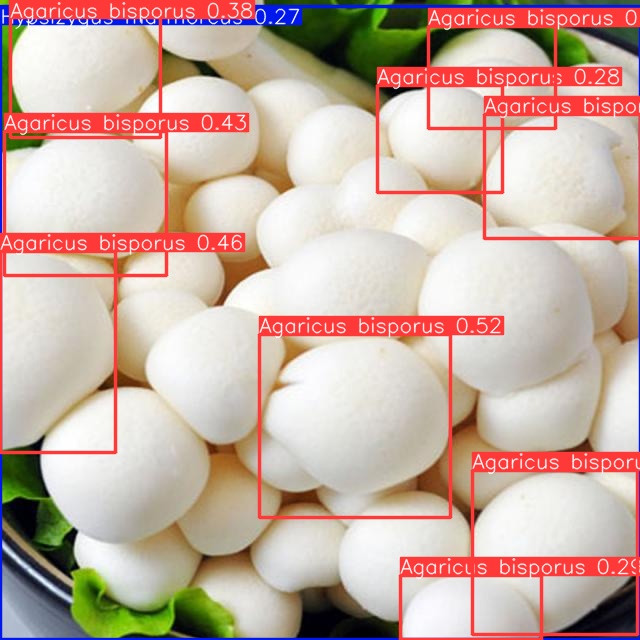 Agaricus bisporus 0.38
Hypsizygus marmoreus 0.27
Agaricus bisporus 0
Agaricus bisporus 0.28
Agaricus bispo
Agaricus bisporus 0.43
Agaricus bisporus 0.46
Agaricus bisporus 0.52
Agaricus bispor
Agaricus bisporus 0.29